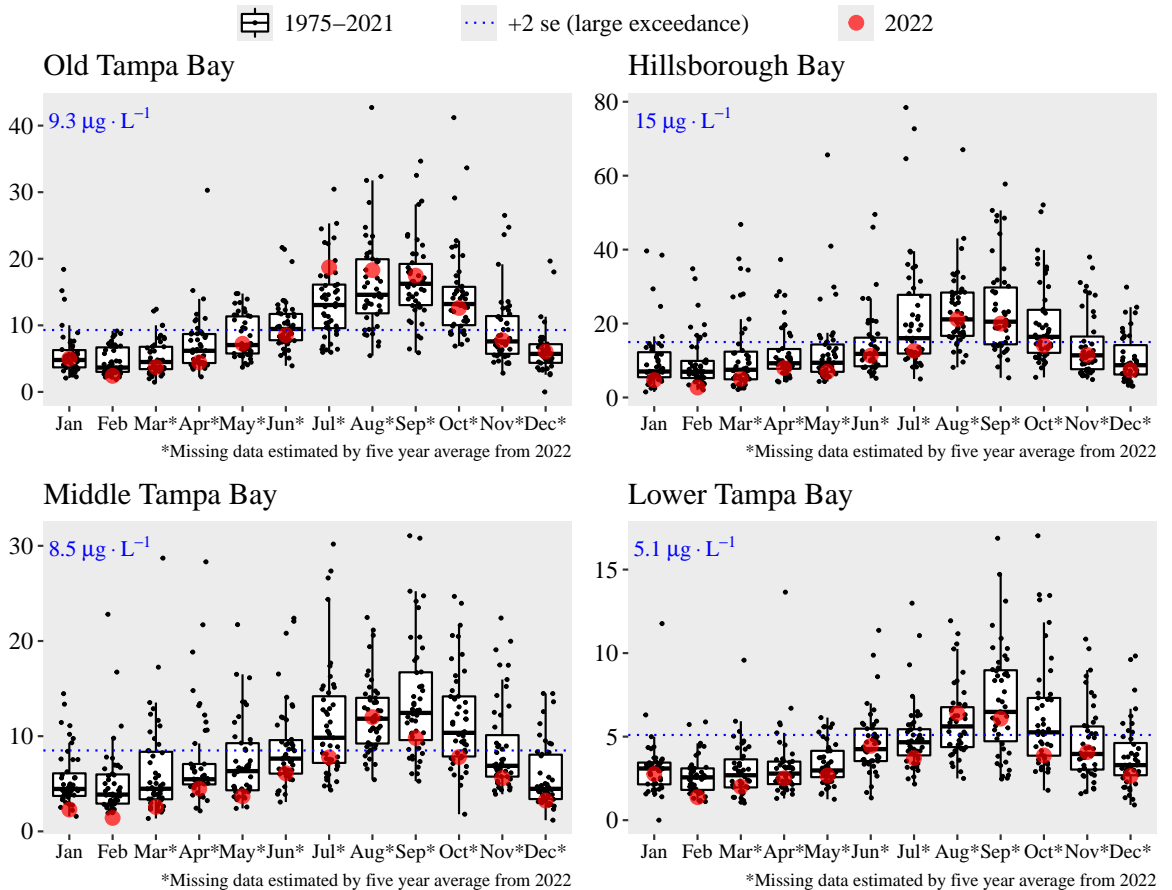 1975–2021 +2 se (large exceedance) 2022
Old Tampa Bay
9.3 μg · L⁻¹
40
30
20
10
0
Jan Feb Mar* Apr* May* Jun* Jul* Aug* Sep* Oct* Nov* Dec*
*Missing data estimated by five year average from 2022
Hillsborough Bay
15 μg · L⁻¹
80
60
40
20
0
Jan Feb Mar* Apr* May* Jun* Jul* Aug* Sep* Oct* Nov* Dec*
*Missing data estimated by five year average from 2022
Middle Tampa Bay
8.5 μg · L⁻¹
30
20
10
0
Jan Feb Mar* Apr* May* Jun* Jul* Aug* Sep* Oct* Nov* Dec*
*Missing data estimated by five year average from 2022
Lower Tampa Bay
5.1 μg · L⁻¹
15
10
5
0
Jan Feb Mar* Apr* May* Jun* Jul* Aug* Sep* Oct* Nov* Dec*
*Missing data estimated by five year average from 2022